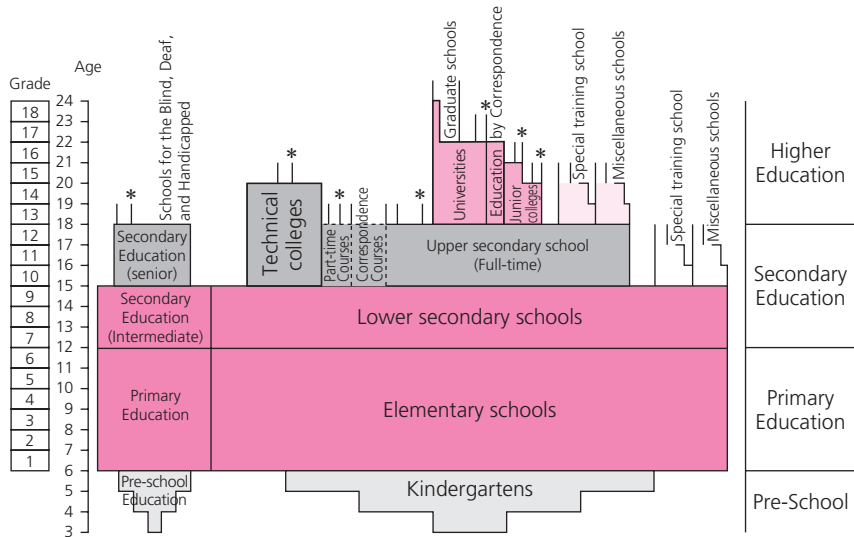 Grade
Age
18
17
16
15
14
13
12
11
10
9
8
7
6
5
4
3
2
1
24
23
22
21
20
19
18
17
16
15
14
13
12
11
10
9
8
7
6
5
4
3
Schools for the Blind, Deaf,
and Handicapped
*
Secondary
Education
(senior)
Secondary
Education
(Intermediate)
Primary
Education
Pre-school
Education
*
Technical
colleges
*
Part-time
Courses
Correspondence
Courses
*
Upper secondary school
(Full-time)
Graduate schools
Universities
*
Education by Correspondence
*
Junior
colleges
*
Special training school
Miscellaneous schools
Special training school
Miscellaneous schools
Lower secondary schools
Elementary schools
Kindergartens
Higher
Education
Secondary
Education
Primary
Education
Pre-School